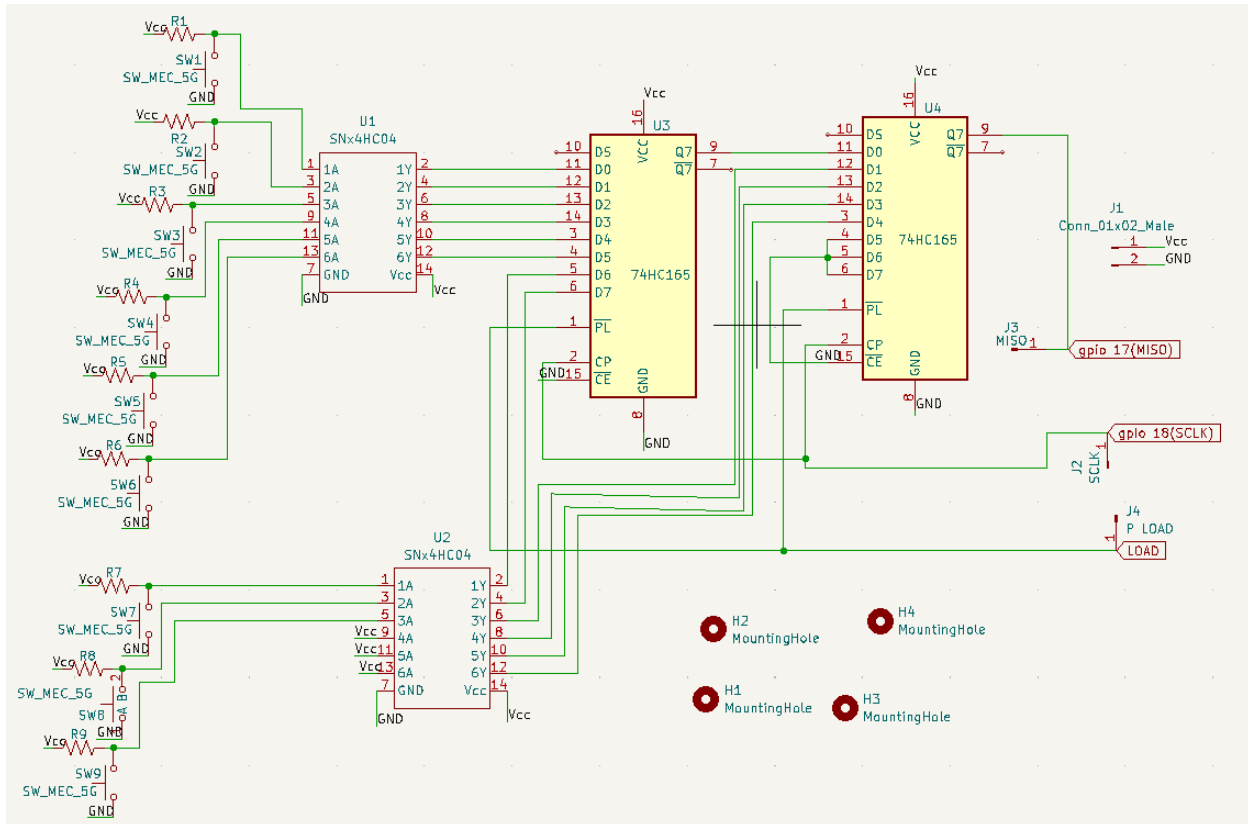 Vcc R1
SW1
SW_MEC_5G
GND
Vcc
R2
SW2
SW_MEC_5G
GND
Vcc R3
SW3
SW_MEC_5G
GND
Vcc R4
SW4
SW_MEC_5G
GND
Vcc R5
SW5
SW_MEC_5G
GND
Vcc R6
SW6
SW_MEC_5G
GND
U1
SNx4HC04
1 1A 1Y 2
3 2A 2Y 4
5 3A 3Y 6
9 4A 4Y 8
11 5A 5Y 10
13 6A 6Y 12
7 GND Vcc 14
GND Vcc
Vcc
16
U3
VCC
10 DS Q7 9
11 D0 Q7 7
12 D1
13 D2
14 D3
3 D4
4 D5
5 D6 74HC165
6 D7
1 PL
2 CP
GND 15 CE
GND
8
GND
Vcc
16
U4
VCC
10 DS Q7 9
11 D0 Q7 7
12 D1
13 D2
14 D3
3 D4
4 D5 74HC165
5 D6
6 D7
1 PL
2 CP
GND 15 CE
GND
8
GND
J1
Conn_01x02_Male
1 Vcc
2 GND
J3
MISO 1
gpio 17(MISO)
gpio 18(SCLK)
1
J2
SCLK
J4
P LOAD
1
LOAD
Vcc R7
SW7
SW_MEC_5G
GND
Vcc R8
SW_MEC_5G
2
B
A
SW8
GND
Vcc R9
SW9
SW_MEC_5G
GND
U2
SNx4HC04
1 1A 1Y 2
3 2A 2Y 4
5 3A 3Y 6
Vcc 9 4A 4Y 8
Vcc 11 5A 5Y 10
Vcc 13 6A 6Y 12
7 GND Vcc 14
GND Vcc
H2
MountingHole
H4
MountingHole
H1
MountingHole
H3
MountingHole